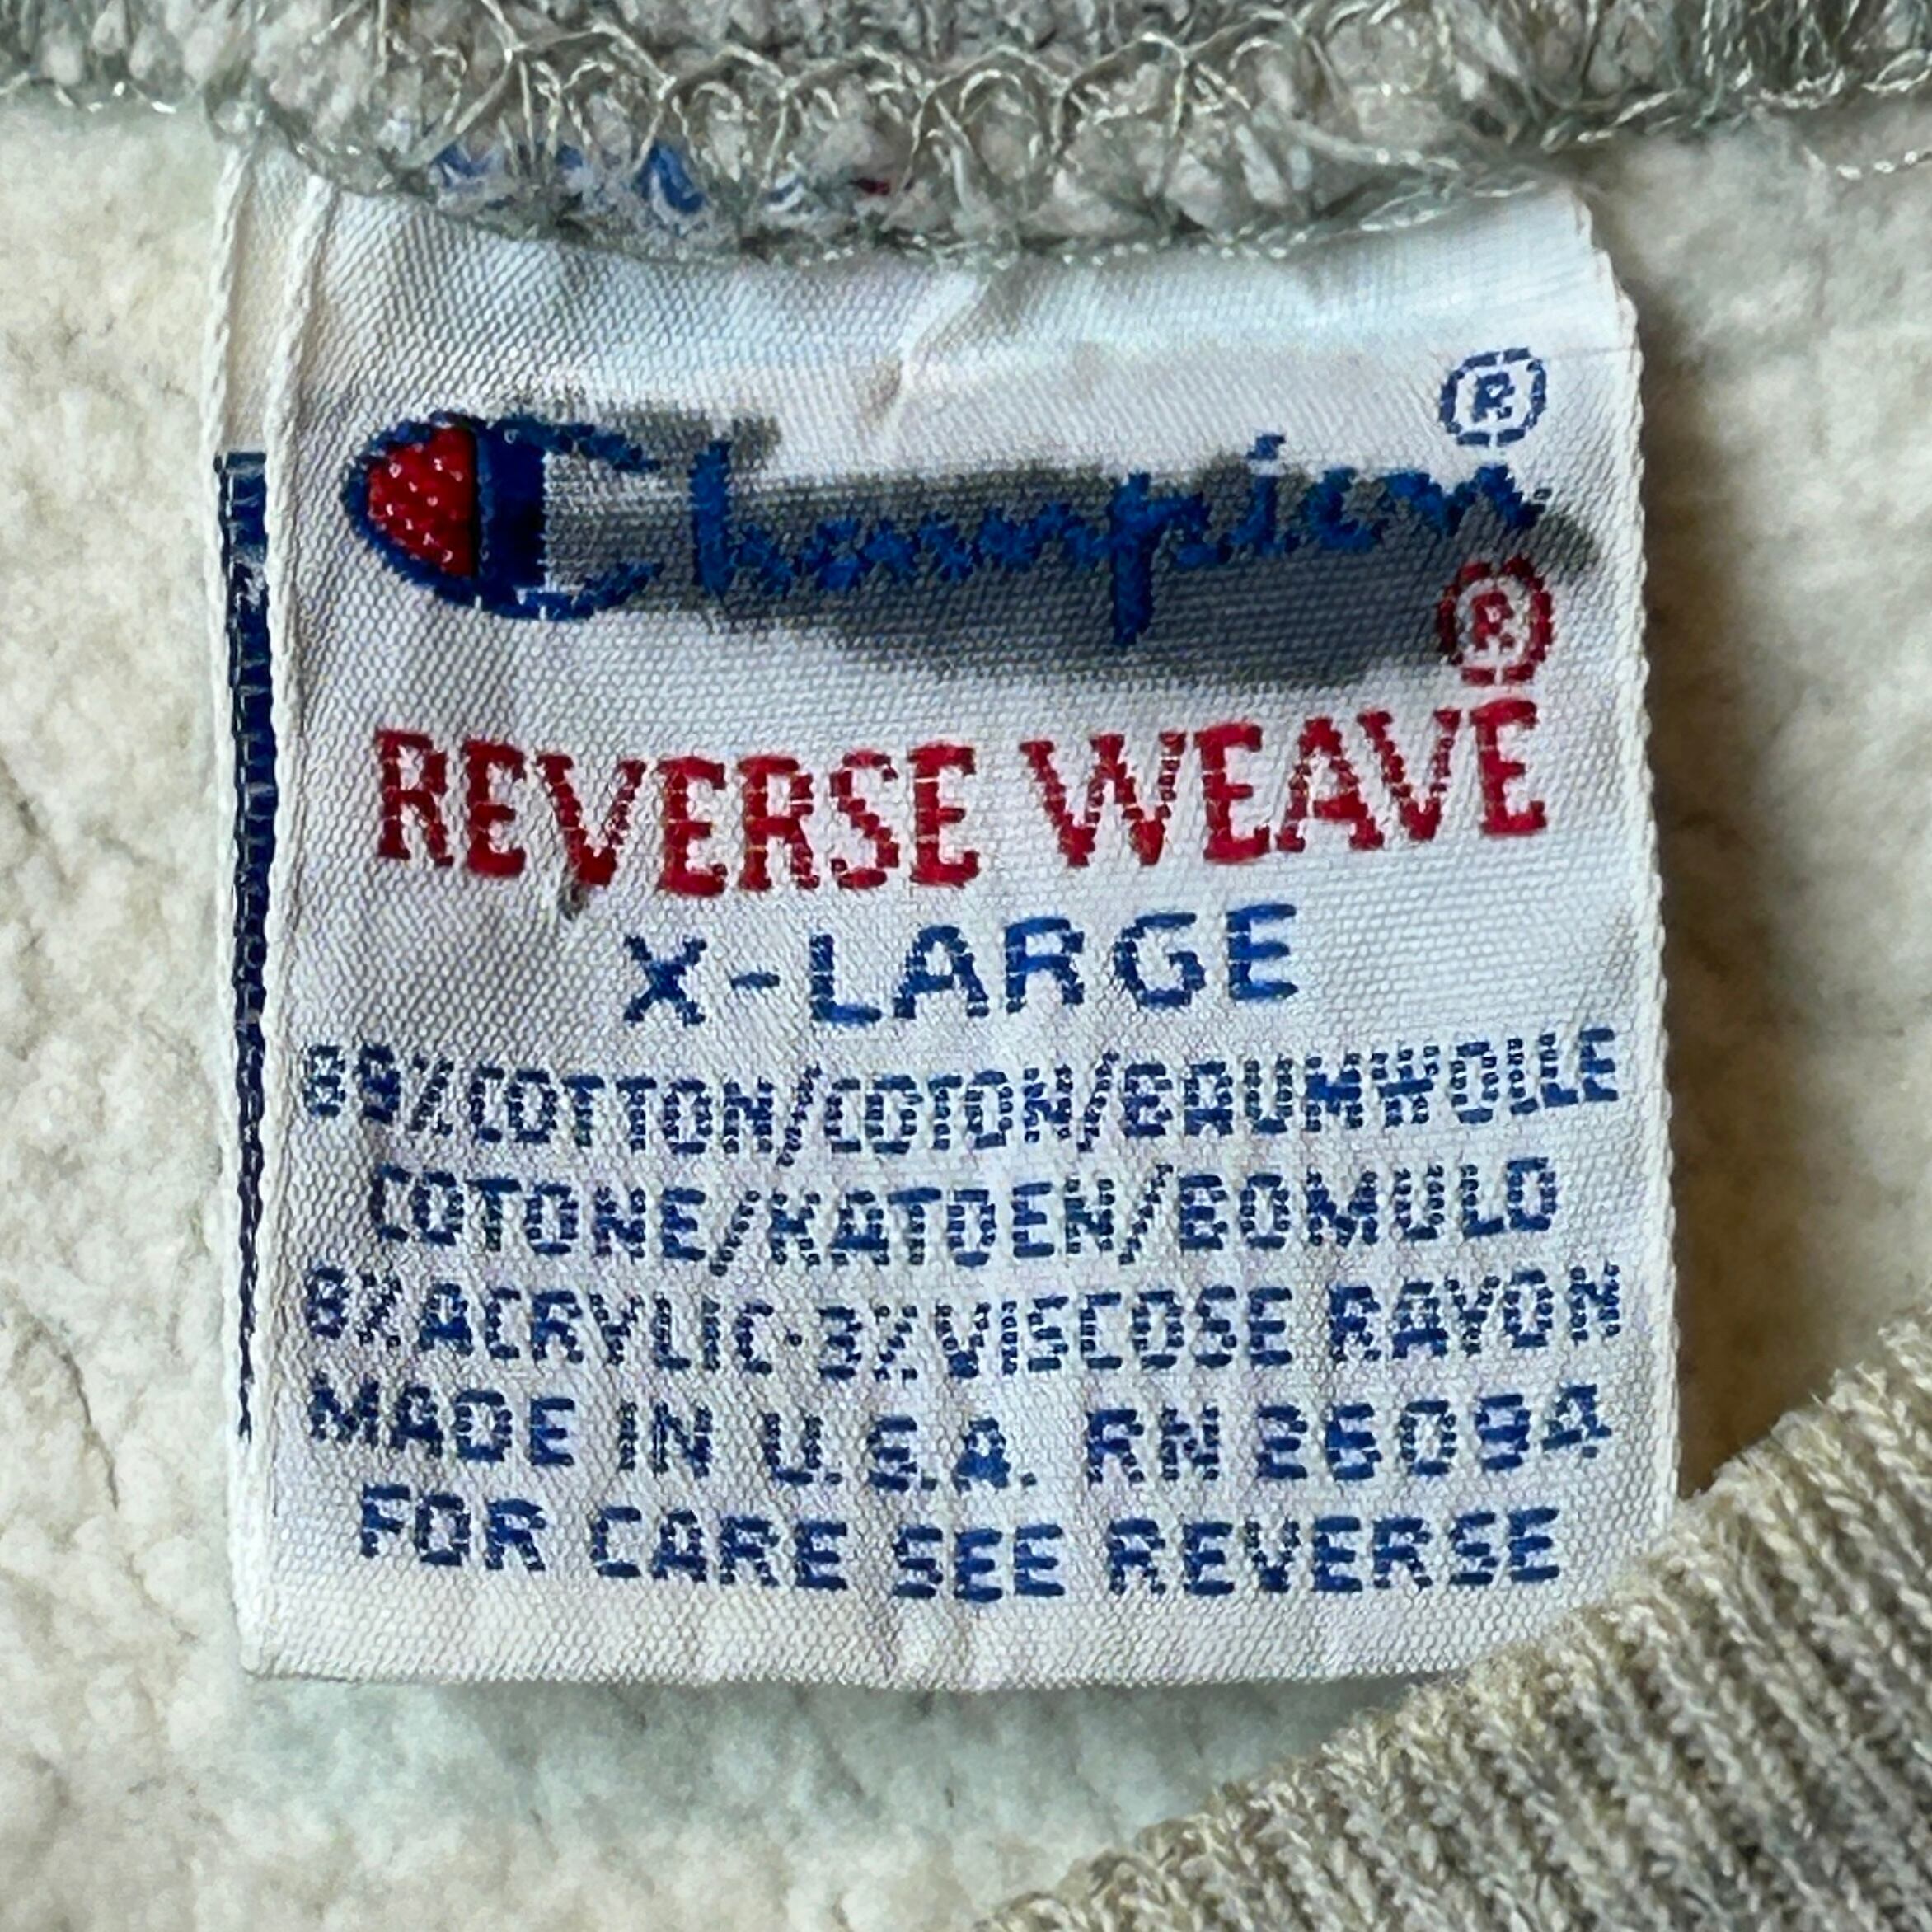 Champion ®
®
REVERSE WEAVE
X-LARGE
89% COTTON/COTON/BAUMWOLLE
COTONE/KATOEN/BOMULD
8% ACRYLIC·3% VISCOSE RAYON
MADE IN U.S.A. RN 26094
FOR CARE SEE REVERSE